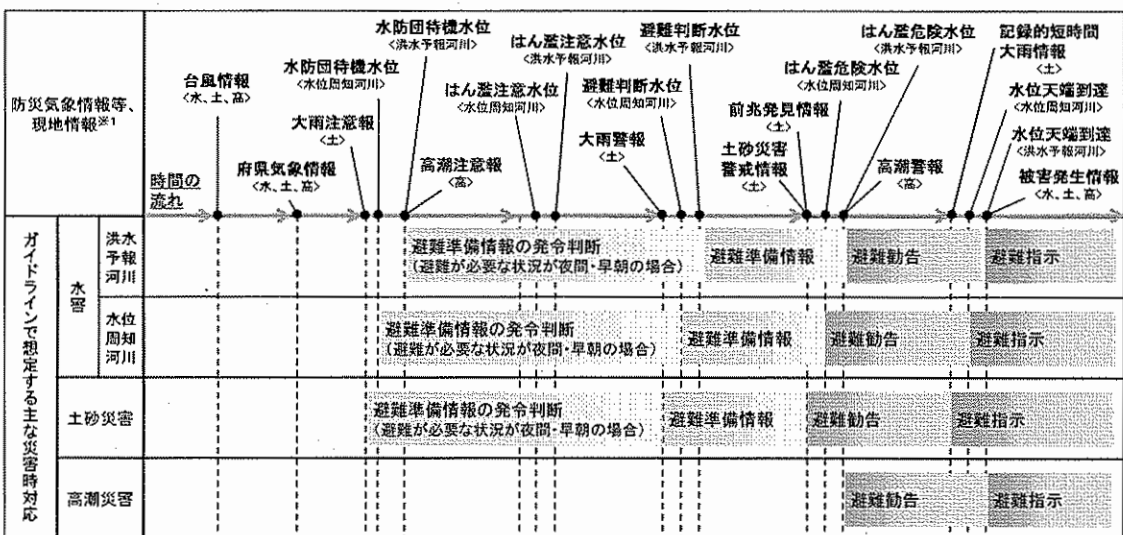 防災気象情報等、
現地情報※1
時間の
流れ
台風情報
<水、土、高>
府県気象情報
<水、土、高>
大雨注意報
<土>
水防団待機水位
<水位周知河川>
水防団待機水位
<洪水予報河川>
高潮注意報
<高>
はん濫注意水位
<水位周知河川>
はん濫注意水位
<洪水予報河川>
大雨警報
<土>
避難判断水位
<水位周知河川>
避難判断水位
<洪水予報河川>
前兆発見情報
<土>
土砂災害
警戒情報
<土>
はん濫危険水位
<水位周知河川>
はん濫危険水位
<洪水予報河川>
高潮警報
<高>
記録的短時間
大雨情報
<土>
水位天端到達
<水位周知河川>
水位天端到達
<洪水予報河川>
被害発生情報
<水、土、高>
ガイドラインで想定する主な災害時対応
水害
洪水
予報
河川
避難準備情報の発令判断
(避難が必要な状況が夜間・早朝の場合)
避難準備情報
避難勧告
避難指示
水位
周知
河川
避難準備情報の発令判断
(避難が必要な状況が夜間・早朝の場合)
避難準備情報
避難勧告
避難指示
土砂災害
避難準備情報の発令判断
(避難が必要な状況が夜間・早朝の場合)
避難準備情報
避難勧告
避難指示
高潮災害
避難勧告
避難指示